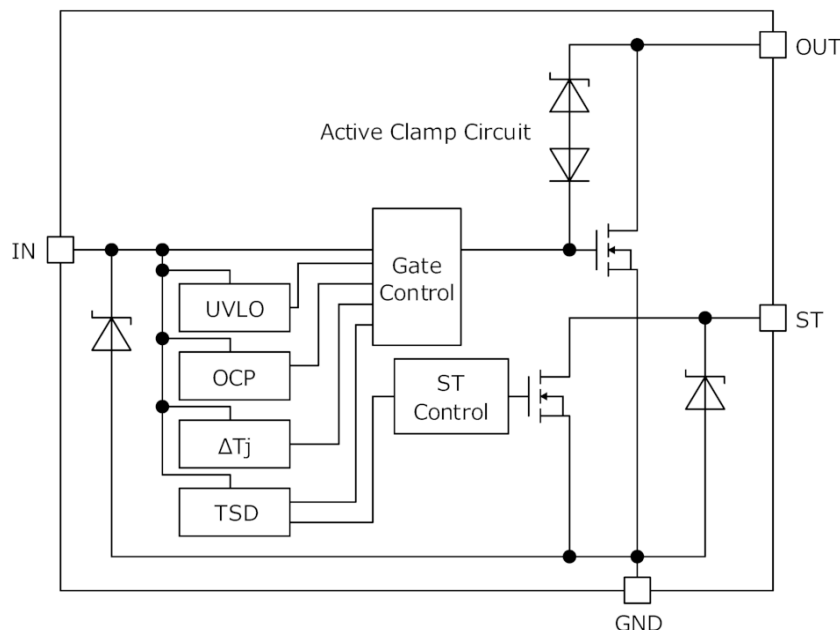 OUT
Active Clamp Circuit
IN
Gate
Control
UVLO
ST
OCP
ST
Control
ΔTj
TSD
GND